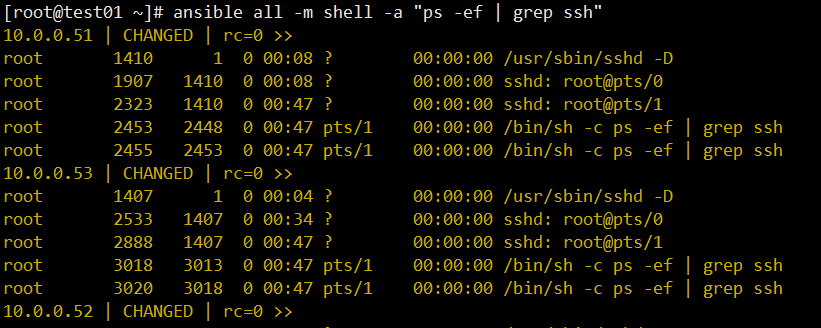 [root@test01 ~]# ansible all -m shell -a "ps -ef | grep ssh"
10.0.0.51 | CHANGED | rc=0 >>
root       1410      1  0 00:08 ?        00:00:00 /usr/sbin/sshd -D
root       1907   1410  0 00:08 ?        00:00:00 sshd: root@pts/0
root       2323   1410  0 00:47 ?        00:00:00 sshd: root@pts/1
root       2453   2448  0 00:47 pts/1    00:00:00 /bin/sh -c ps -ef | grep ssh
root       2455   2453  0 00:47 pts/1    00:00:00 /bin/sh -c ps -ef | grep ssh
10.0.0.53 | CHANGED | rc=0 >>
root       1407      1  0 00:04 ?        00:00:00 /usr/sbin/sshd -D
root       2533   1407  0 00:34 ?        00:00:00 sshd: root@pts/0
root       2888   1407  0 00:47 ?        00:00:00 sshd: root@pts/1
root       3018   3013  0 00:47 pts/1    00:00:00 /bin/sh -c ps -ef | grep ssh
root       3020   3018  0 00:47 pts/1    00:00:00 /bin/sh -c ps -ef | grep ssh
10.0.0.52 | CHANGED | rc=0 >>